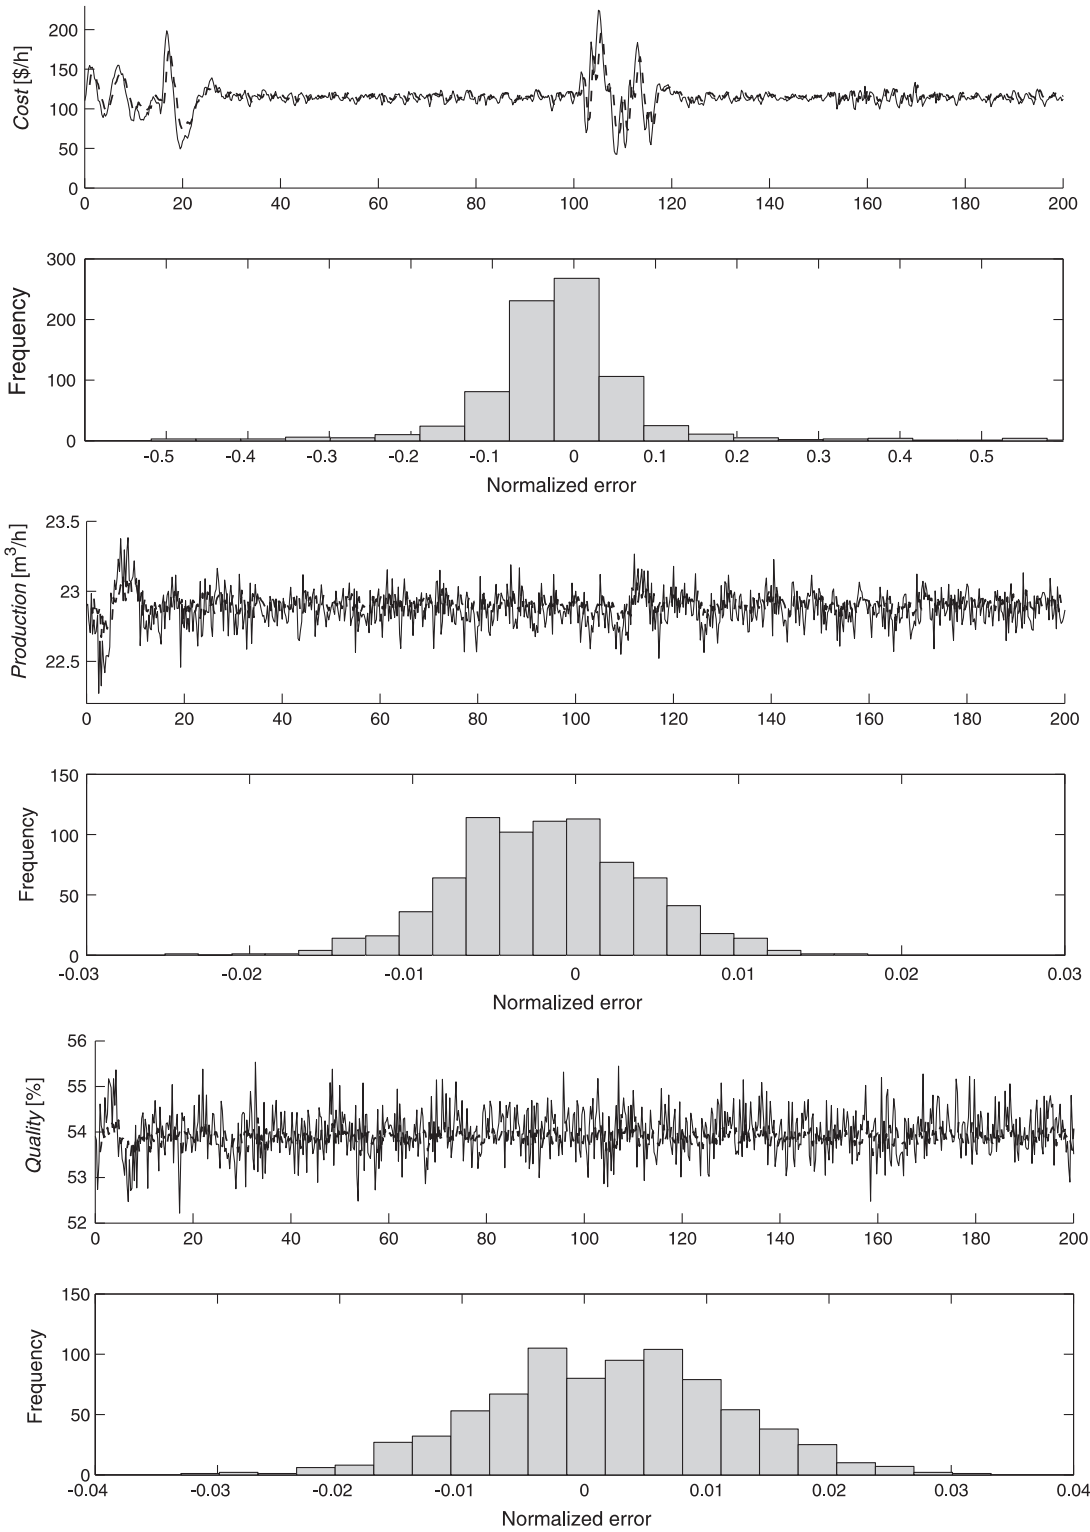 Cost [$/h]
200
150
100
50
0
0 20 40 60 80 100 120 140 160 180 200
Frequency
300
200
100
0
-0.5 -0.4 -0.3 -0.2 -0.1 0 0.1 0.2 0.3 0.4 0.5
Normalized error
Production [m³/h]
23.5
23
22.5
0 20 40 60 80 100 120 140 160 180 200
Frequency
150
100
50
0
-0.03 -0.02 -0.01 0 0.01 0.02 0.03
Normalized error
Quality [%]
56
55
54
53
52
0 20 40 60 80 100 120 140 160 180 200
Frequency
150
100
50
0
-0.04 -0.03 -0.02 -0.01 0 0.01 0.02 0.03 0.04
Normalized error